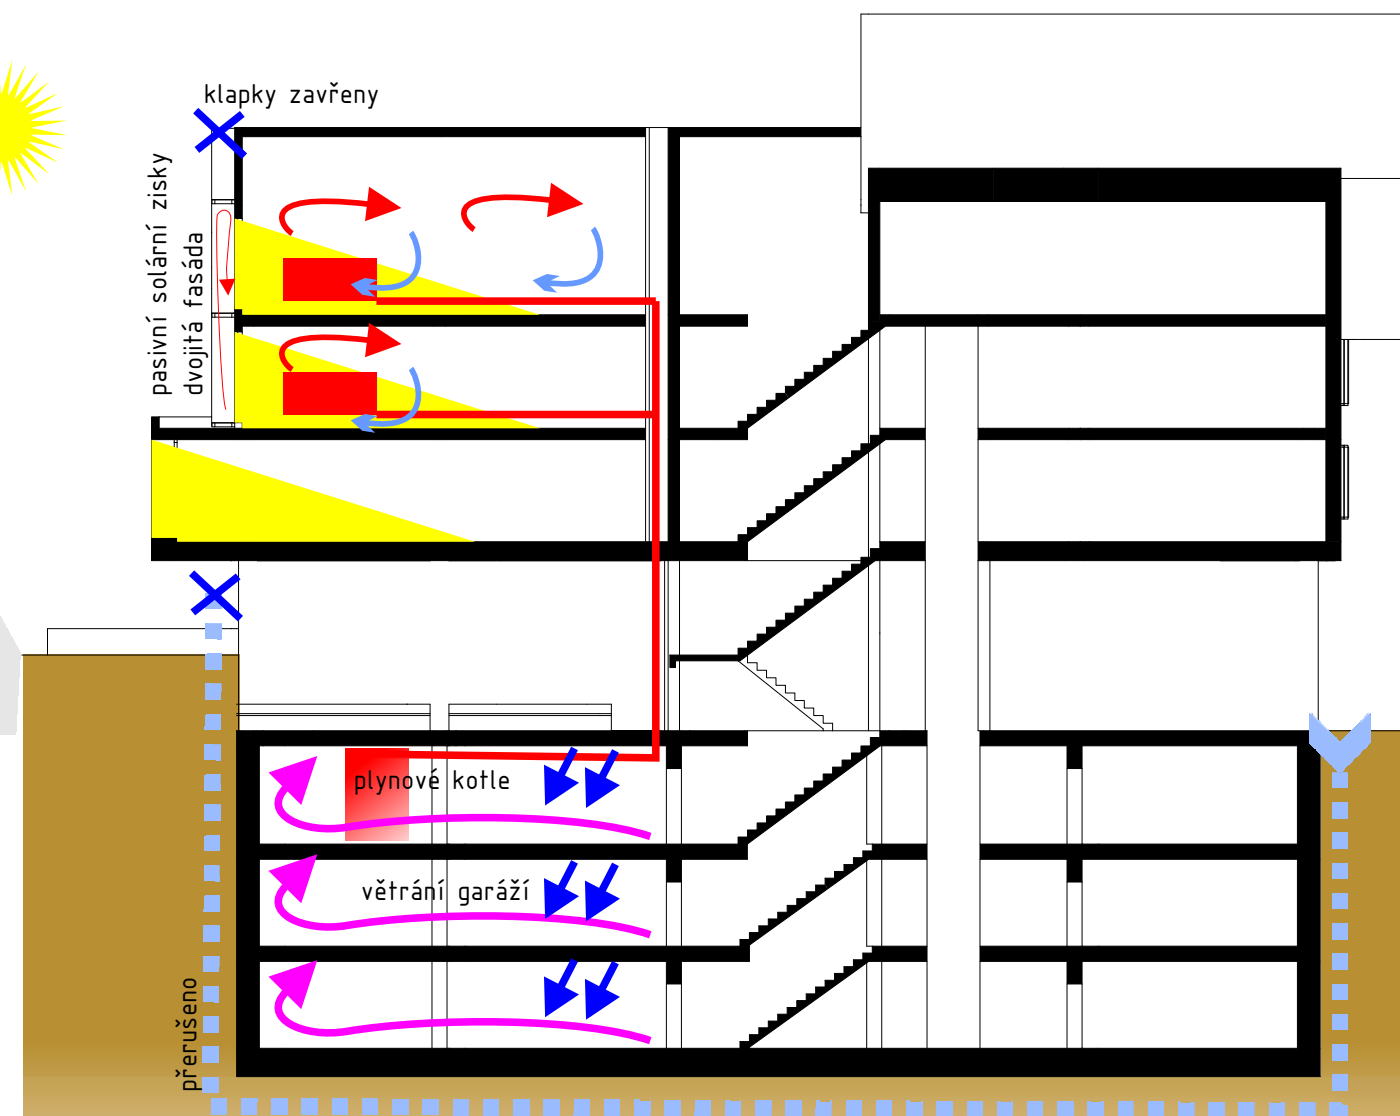 klapky zavřeny
pasivní solární zisky
dvojitá fasáda
plynové kotle
větrání garáží
přerušeno